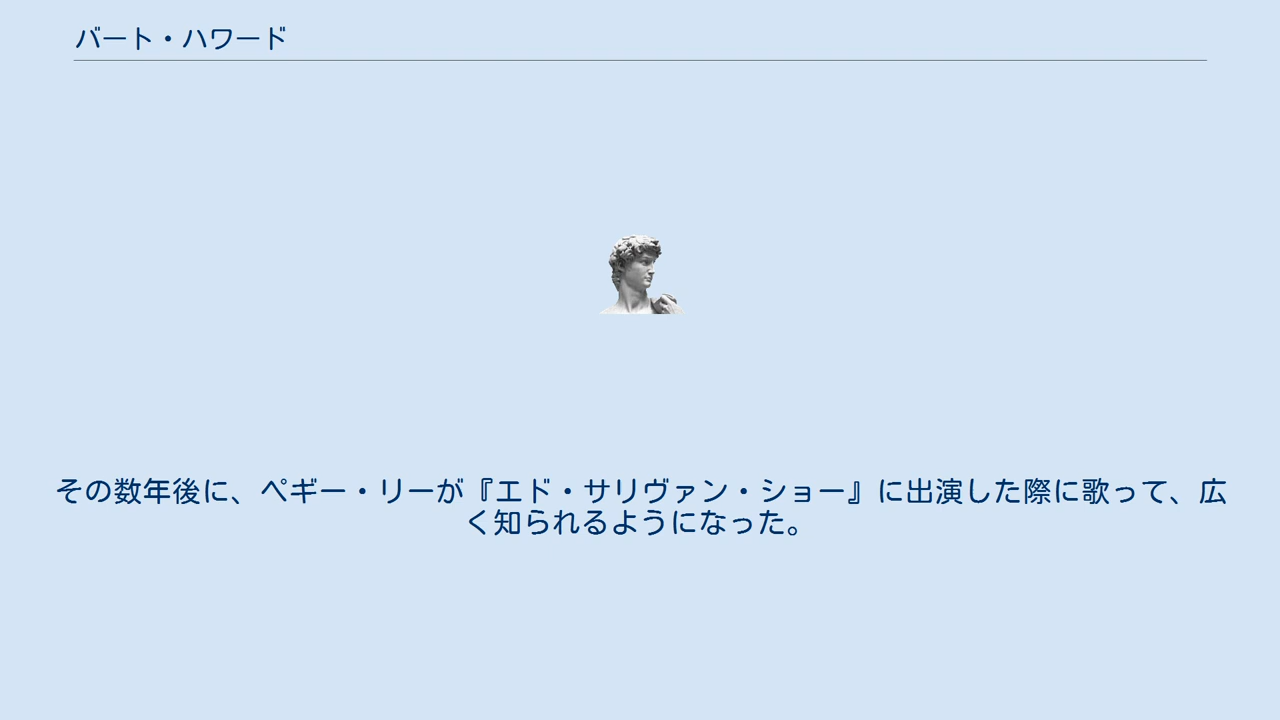 バート・ハワード
その数年後に、ペギー・リーが『エド・サリヴァン・ショー』に出演した際に歌って、広
く知られるようになった。